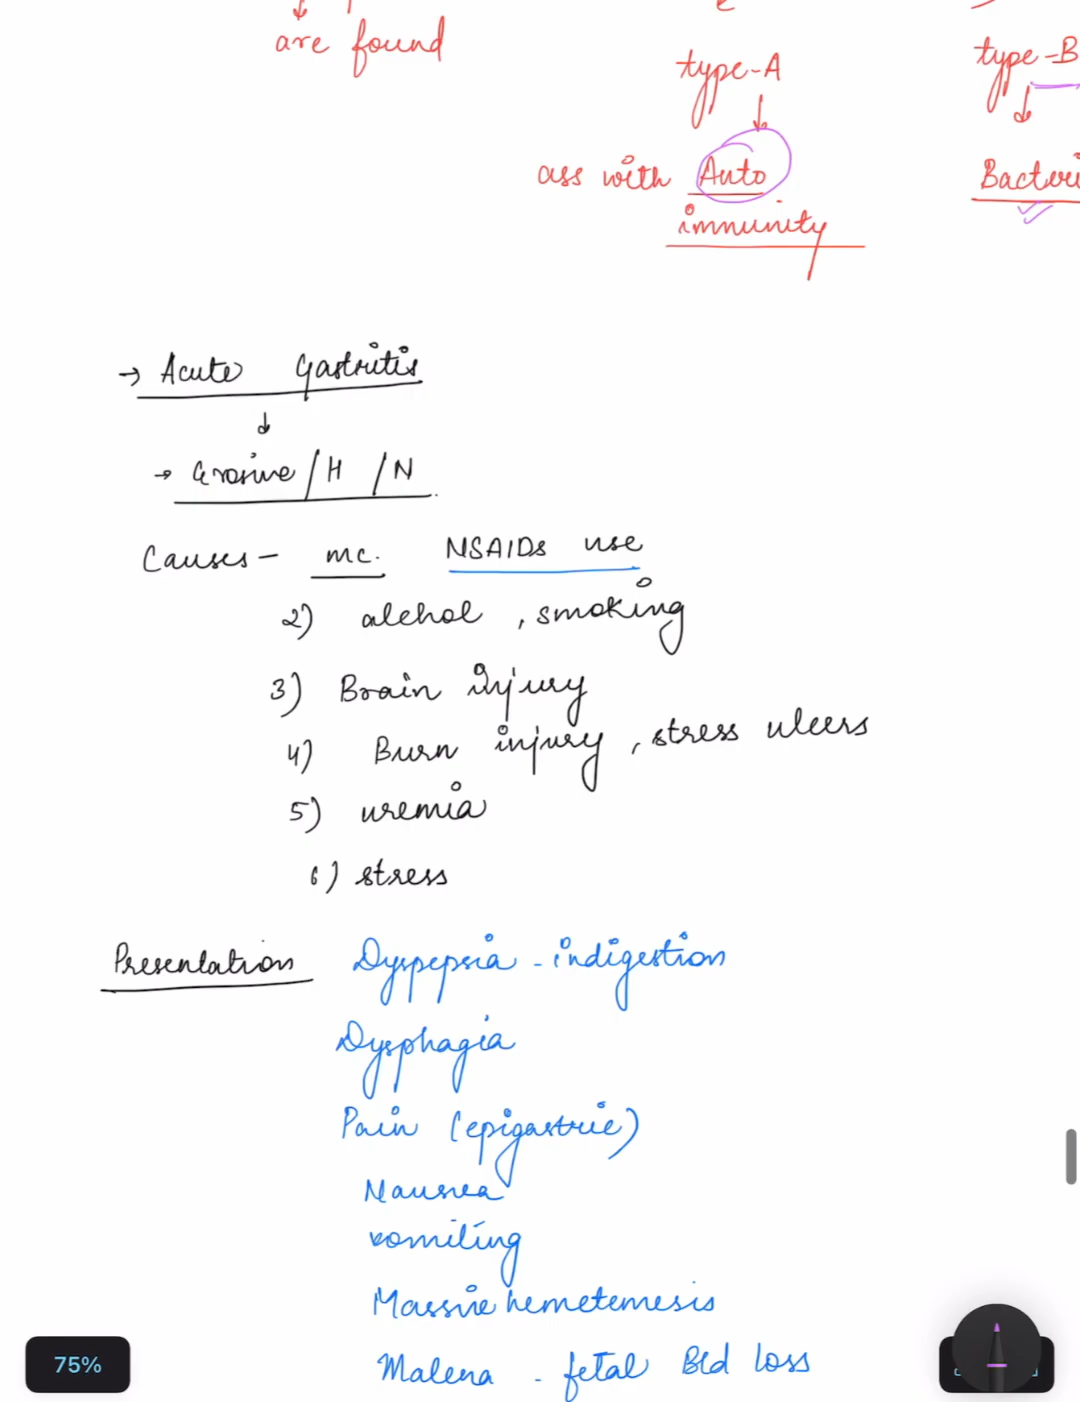 are found
type-A
type-B
ass with Auto
immunity
Bacteri
→ Acute Gastritis
→ Erosive / H / N
Causes - mc. NSAIDs use
2) alchol , smoking
3) Brain injury
4) Burn injury , stress ulcers
5) uremia
6) stress
Presentation Dyspepsia - indigestion
Dysphagia
Pain (epigastric)
Nausea
vomiting
Massive hemetemesis
Malena - fetal Bld loss
75%